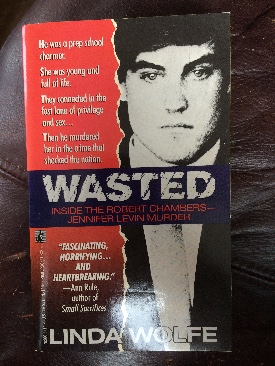 He was a prep school
charmer.
She was young and
full of life.
They connected in the
fast lane of privilege
and sex...
Then he murdered
her in the crime that
shocked the nation.
WASTED
INSIDE THE ROBERT CHAMBERS—
JENNIFER LEVIN MURDER
"FASCINATING,
HORRIFYING...
AND
HEARTBREAKING."
—Ann Rule,
author of
Small Sacrifices
LINDA WOLFE